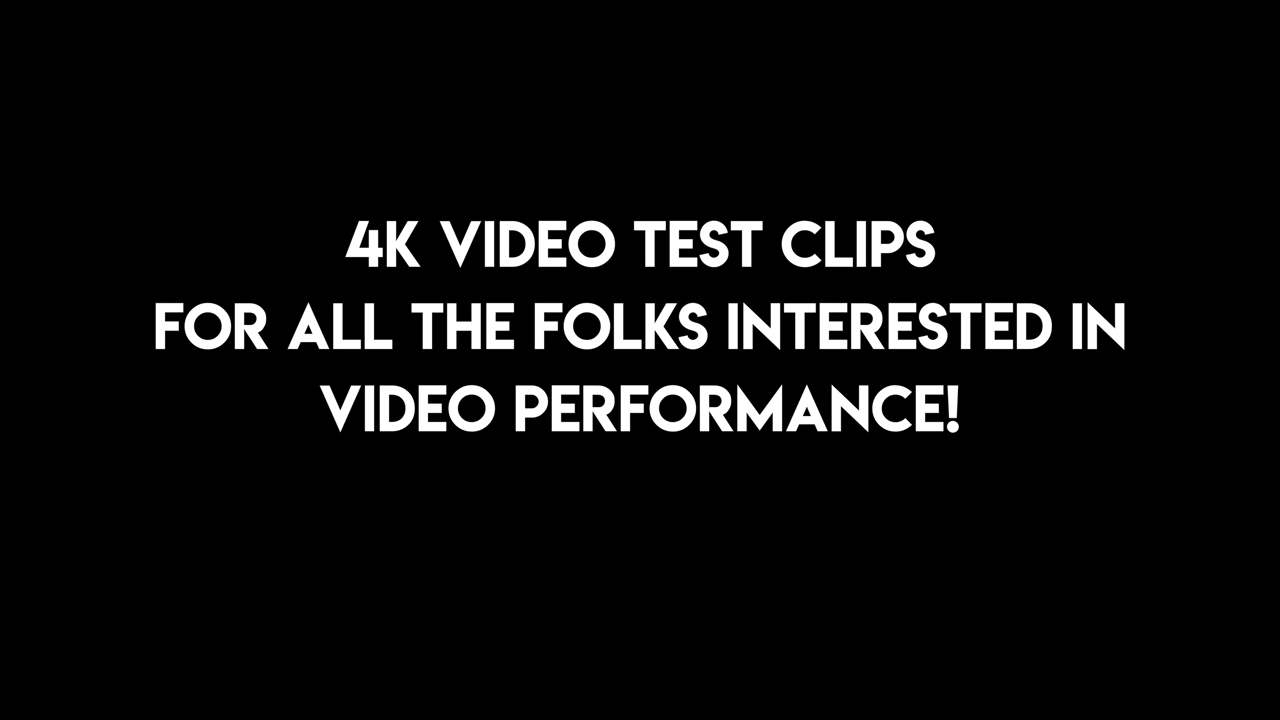 4K VIDEO TEST CLIPS
FOR ALL THE FOLKS INTERESTED IN
VIDEO PERFORMANCE!